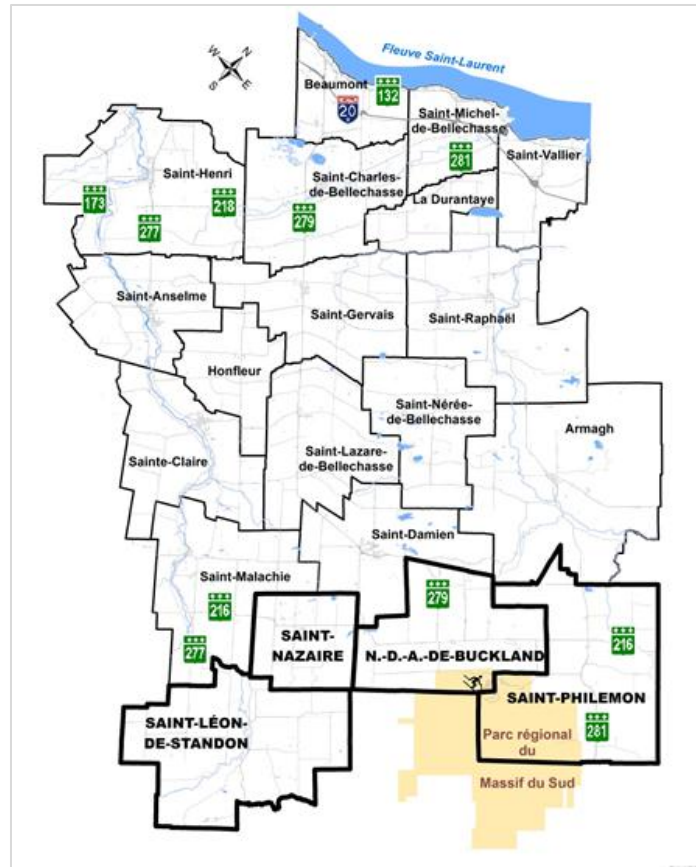 Fleuve Saint-Laurent
N
E
S
W
Beaumont
132
20
Saint-Michel-
de-Bellechasse
281
Saint-Vallier
Saint-Henri
173
218
277
Saint-Charles-
de-Bellechasse
279
La Durantaye
Saint-Anselme
Saint-Gervais
Saint-Raphaël
Honfleur
Saint-Nérée-
de-Bellechasse
Armagh
Sainte-Claire
Saint-Lazare-
de-Bellechasse
Saint-Damien
Saint-Malachie
216
277
279
SAINT-
NAZAIRE
N.-D.-A.-DE-BUCKLAND
216
SAINT-PHILEMON
281
SAINT-LÉON-
DE-STANDON
Parc régional
du
Massif du Sud